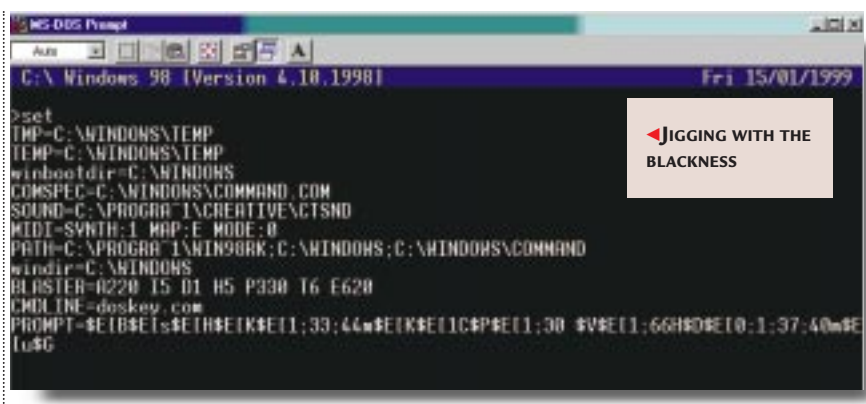 MS-DOS Prompt
Auto
A
C:\ Windows 98 [Version 4.10.1998] Fri 15/01/1999
>set
TMP=C:\WINDOWS\TEMP
TEMP=C:\WINDOWS\TEMP
winbootdir=C:\WINDOWS
COMSPEC=C:\WINDOWS\COMMAND.COM
SOUND=C:\PROGRA~1\CREATIVE\CTSND
MIDI=SYNTH:1 MAP:E MODE:0
PATH=C:\PROGRA~1\WIN98RK;C:\WINDOWS;C:\WINDOWS\COMMAND
windir=C:\WINDOWS
BLASTER=A220 I5 D1 H5 P330 T6 E620
CMDLINE=doskey.com
PROMPT=$E[B$E[s$E[H$E[K$E[1;33;44m$E[K$E[1C$P$E[1;30 $V$E[1;66H$D$E[0;1;37;40m$E
[u$G
◄JIGGING WITH THE
BLACKNESS